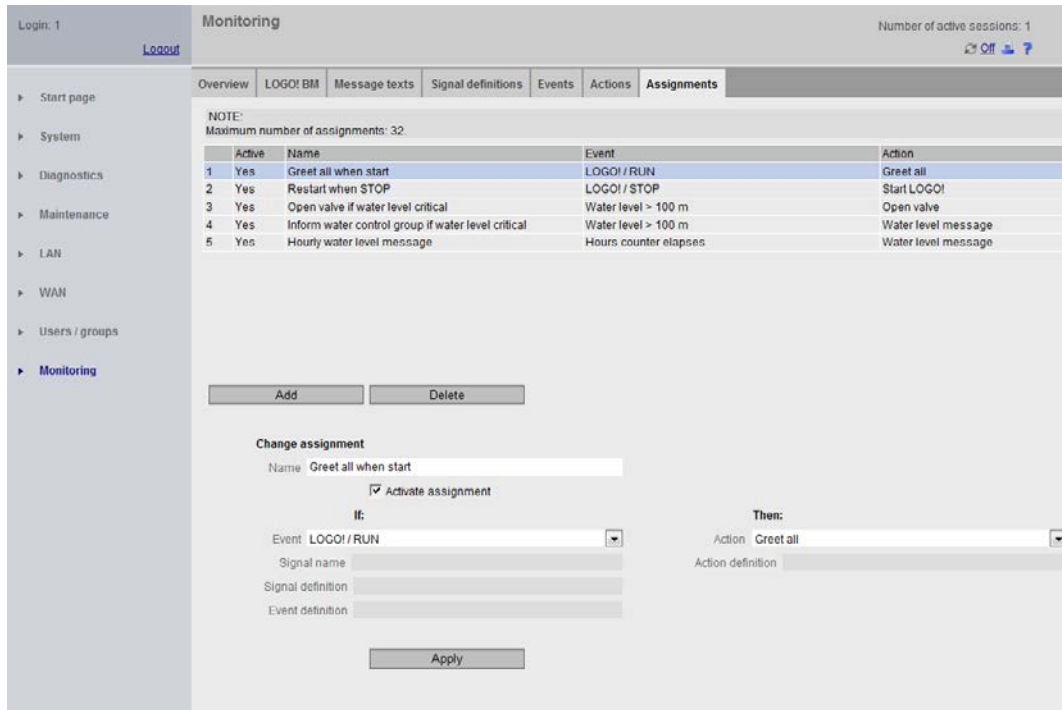 Login: 1
Logout
Monitoring
Number of active sessions: 1
Off ?
Start page
System
Diagnostics
Maintenance
LAN
WAN
Users / groups
Monitoring
Overview LOGO! BM Message texts Signal definitions Events Actions Assignments
NOTE:
Maximum number of assignments: 32.
Active Name Event Action
1 Yes Greet all when start LOGO! / RUN Greet all
2 Yes Restart when STOP LOGO! / STOP Start LOGO!
3 Yes Open valve if water level critical Water level > 100 m Open valve
4 Yes Inform water control group if water level critical Water level > 100 m Water level message
5 Yes Hourly water level message Hours counter elapses Water level message
Add Delete
Change assignment
Name Greet all when start
Activate assignment
If: Then:
Event LOGO! / RUN Action Greet all
Signal name Action definition
Signal definition
Event definition
Apply